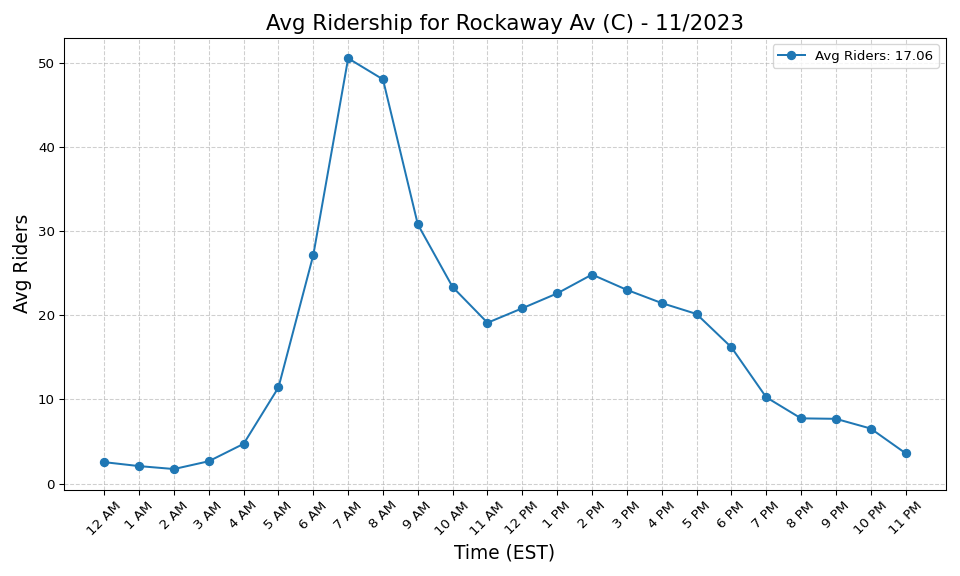 Avg Ridership for Rockaway Av (C) - 11/2023
Avg Riders: 17.06
Avg Riders
50
40
30
20
10
0
12 AM
1 AM
2 AM
3 AM
4 AM
5 AM
6 AM
7 AM
8 AM
9 AM
10 AM
11 AM
12 PM
1 PM
2 PM
3 PM
4 PM
5 PM
6 PM
7 PM
8 PM
9 PM
10 PM
11 PM
Time (EST)